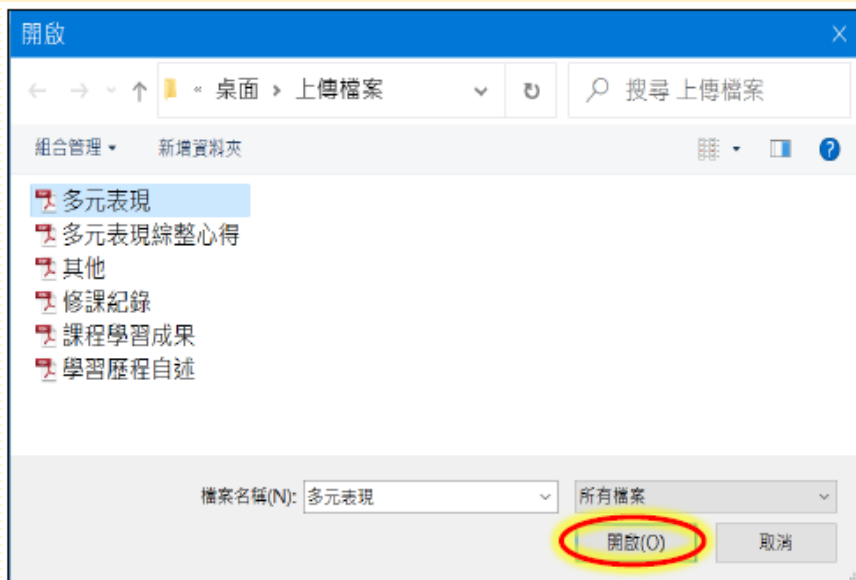 開啟
« 桌面 › 上傳檔案
搜尋 上傳檔案
組合管理
新增資料夾
多元表現
多元表現綜整心得
其他
修課紀錄
課程學習成果
學習歷程自述
檔案名稱(N): 多元表現
所有檔案
開啟(O)
取消